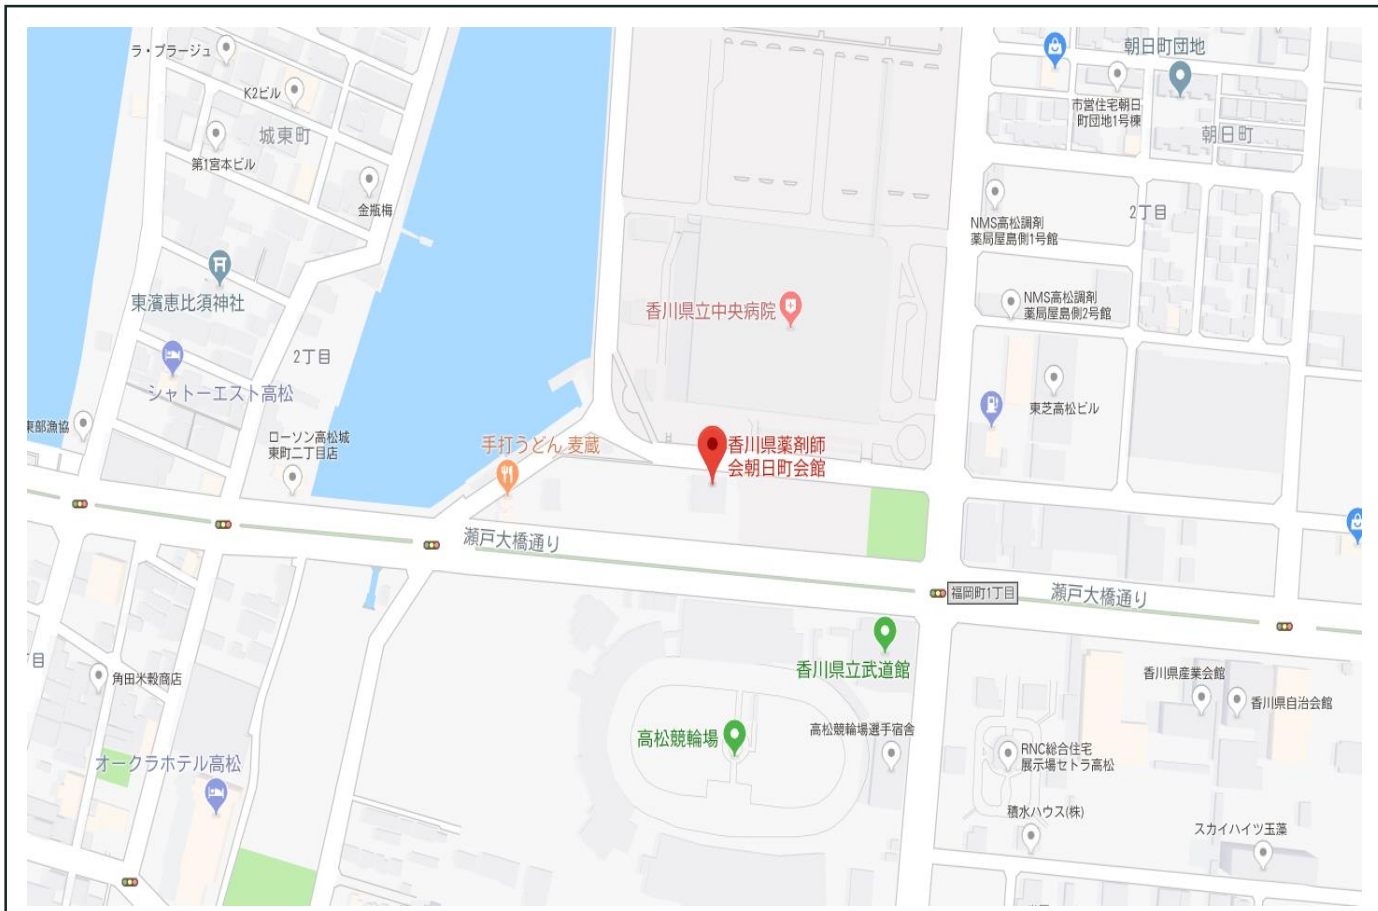 ラ・プラージュ
K2ビル
城東町
第1宮本ビル
金瓶梅
東濱恵比須神社
2丁目
シャトーエスト高松
東部漁協
ローソン高松城
東町二丁目店
手打うどん 麦蔵
香川県立中央病院
香川県薬剤師
会朝日町会館
朝日町団地
市営住宅朝日
町団地1号棟
朝日町
2丁目
NMS高松調剤
薬局屋島側1号館
NMS高松調剤
薬局屋島側2号館
東芝高松ビル
瀬戸大橋通り
福岡町1丁目
瀬戸大橋通り
丁目
角田米穀商店
オークラホテル高松
香川県立武道館
高松競輪場
高松競輪場選手宿舎
香川県産業会館
香川県自治会館
RNC総合住宅
展示場セトラ高松
積水ハウス(株)
スカイハイツ玉藻